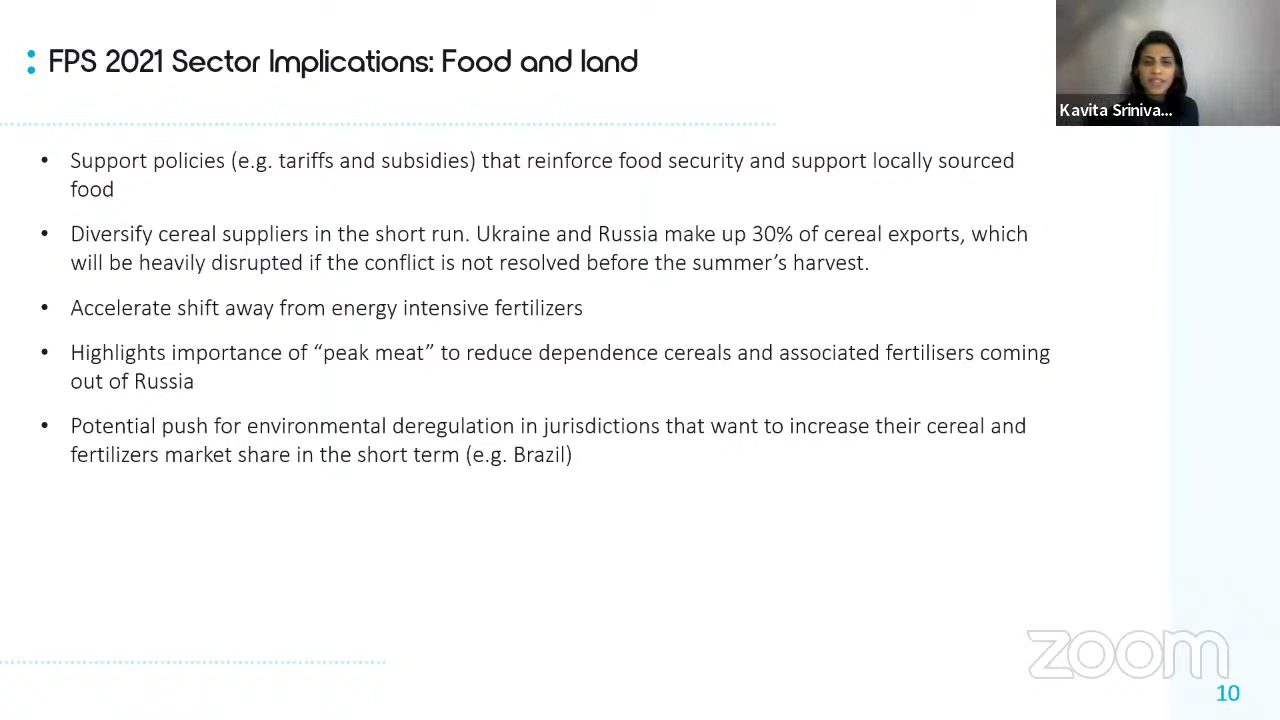 FPS 2021 Sector Implications: Food and land
Kavita Sriniva...
• Support policies (e.g. tariffs and subsidies) that reinforce food security and support locally sourced
food
• Diversify cereal suppliers in the short run. Ukraine and Russia make up 30% of cereal exports, which
will be heavily disrupted if the conflict is not resolved before the summer's harvest.
• Accelerate shift away from energy intensive fertilizers
• Highlights importance of “peak meat” to reduce dependence cereals and associated fertilisers coming
out of Russia
• Potential push for environmental deregulation in jurisdictions that want to increase their cereal and
fertilizers market share in the short term (e.g. Brazil)
zoom
10